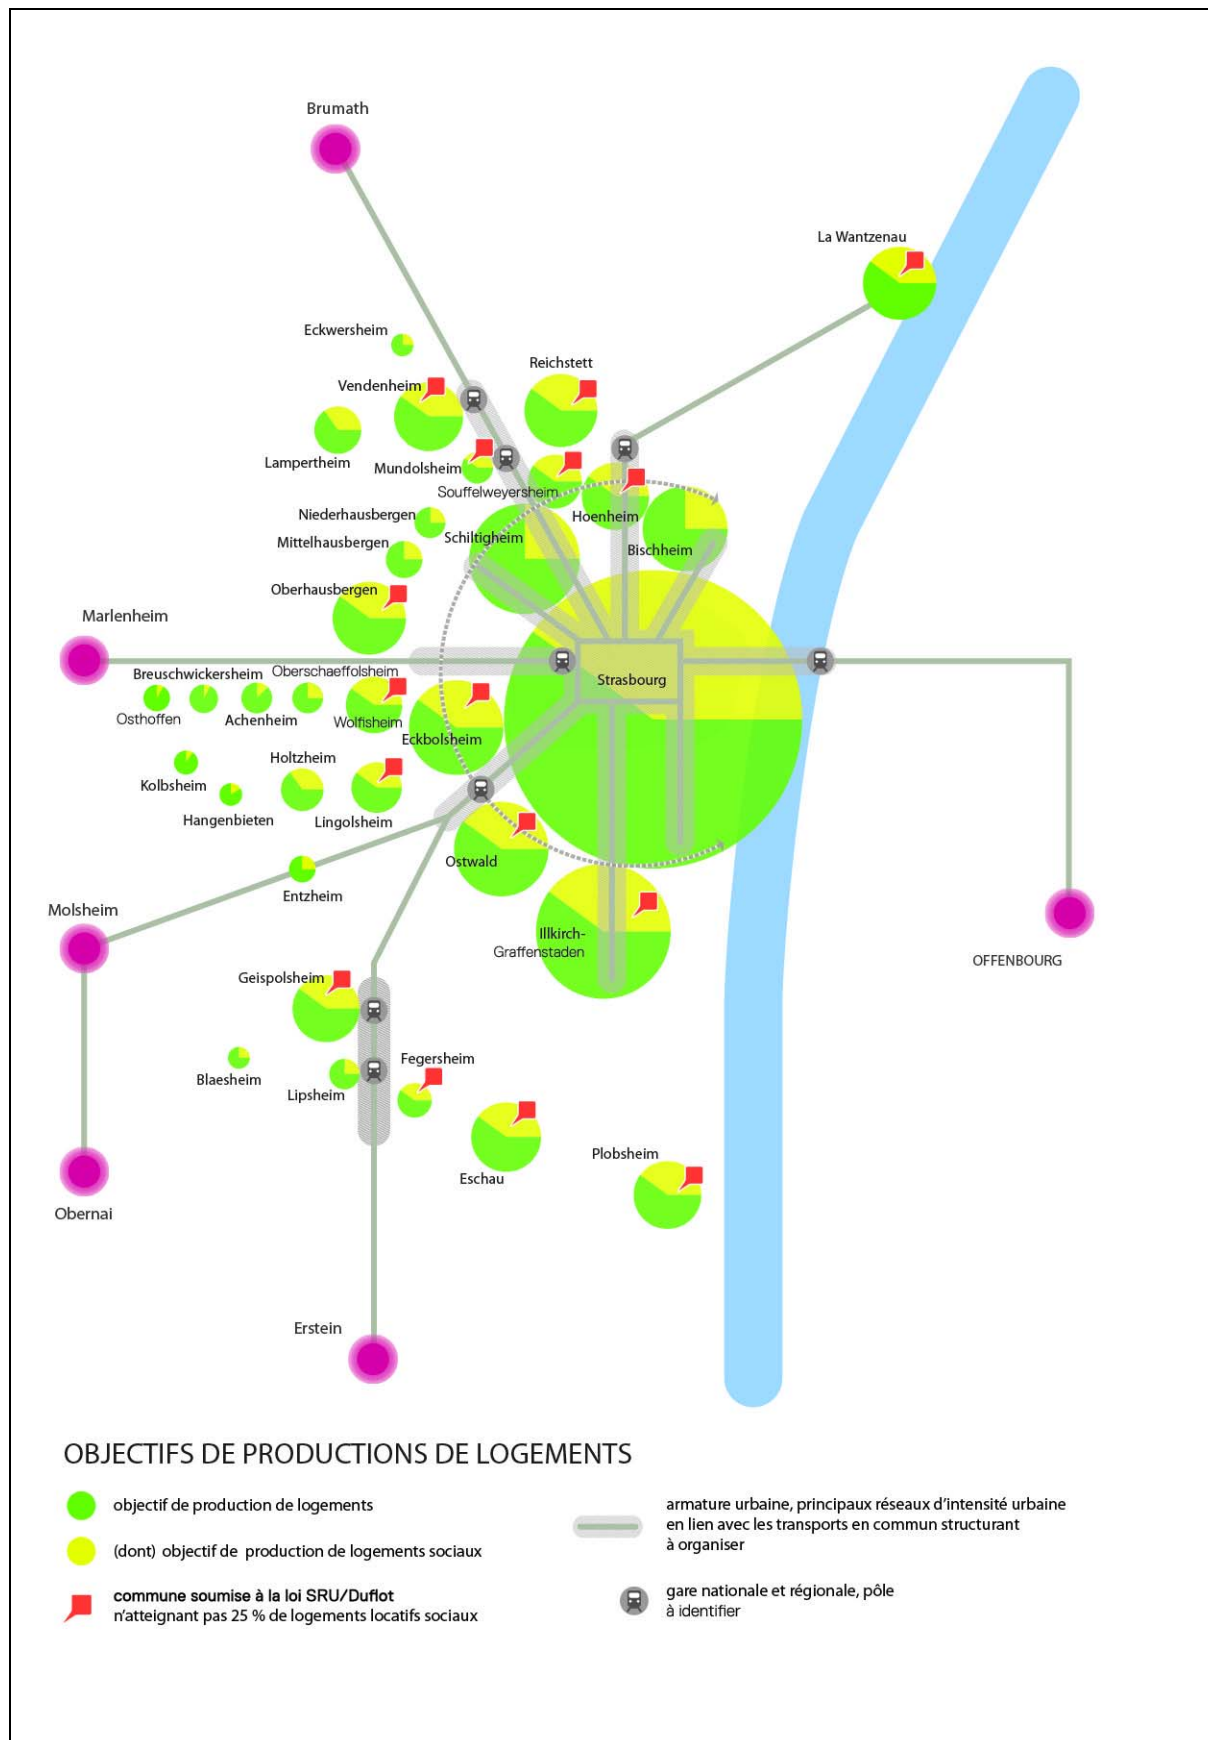 Brumath
La Wantzenau
Eckwersheim
Reichstett
Vendenheim
Lampertheim
Mundolsheim
Souffelweyersheim
Niederhausbergen
Hoenheim
Schiltigheim
Mittelhausbergen
Bischheim
Oberhausbergen
Marlenheim
Oberschaeffolsheim
Breuschwickersheim
Strasbourg
Osthoffen
Achenheim
Wolfisheim
Eckbolsheim
Holtzheim
Kolbsheim
Hangenbieten
Lingolsheim
Ostwald
Entzheim
Molsheim
Illkirch-
Graffenstaden
OFFENBOURG
Geispolsheim
Fegersheim
Blaesheim
Lipsheim
Plobsheim
Eschau
Obernai
Erstein
OBJECTIFS DE PRODUCTIONS DE LOGEMENTS
objectif de production de logements
(dont) objectif de production de logements sociaux
commune soumise à la loi SRU/Duflot
n'atteignant pas 25 % de logements locatifs sociaux
armature urbaine, principaux réseaux d'intensité urbaine
en lien avec les transports en commun structurant
à organiser
gare nationale et régionale, pôle
à identifier